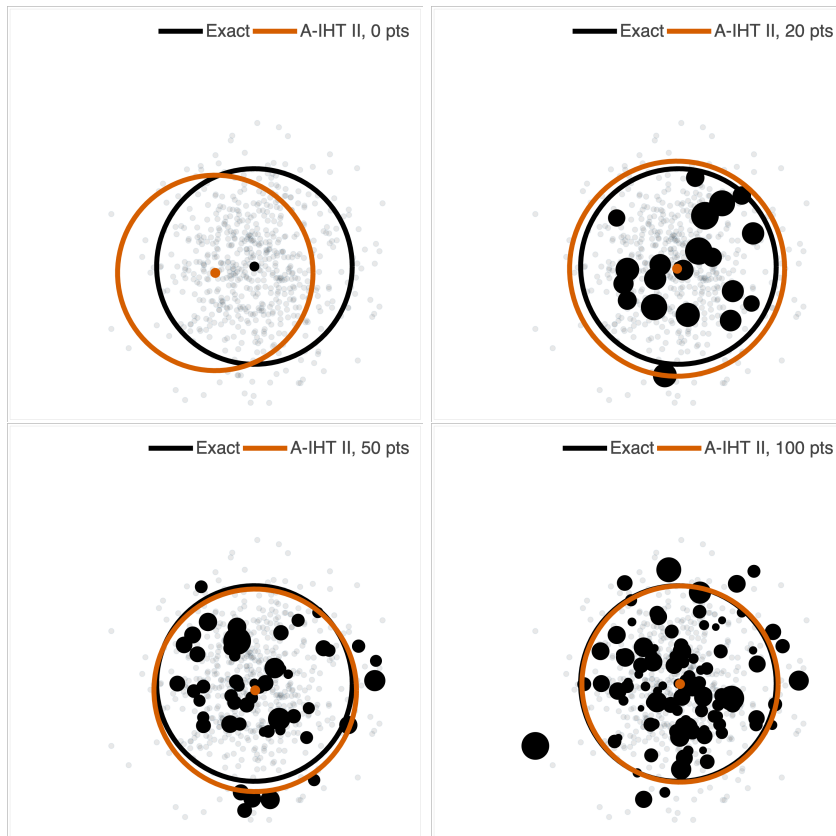 Exact A-IHT II, 0 pts
Exact A-IHT II, 20 pts
Exact A-IHT II, 50 pts
Exact A-IHT II, 100 pts